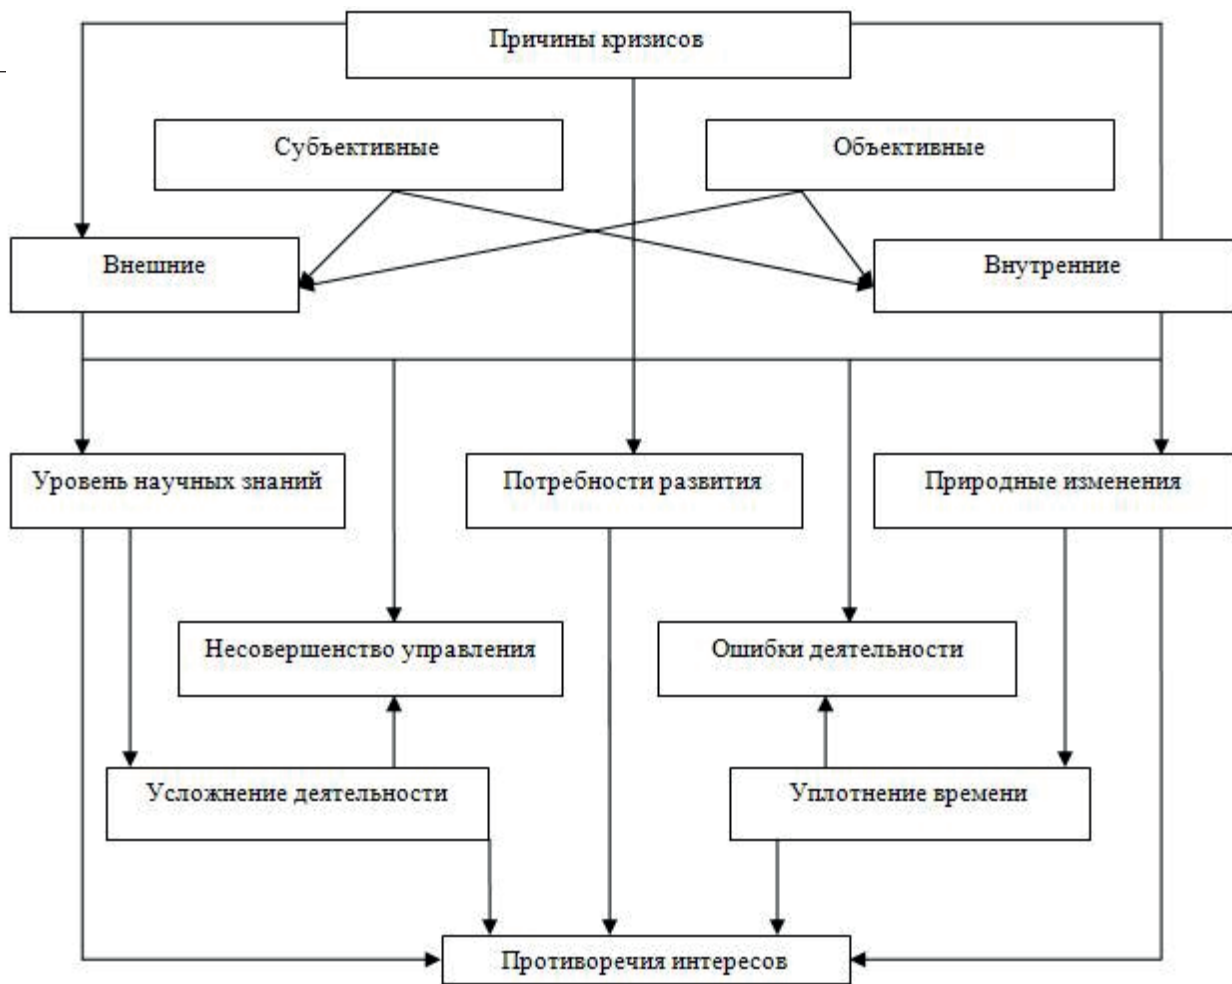 Причины кризисов
Субъективные
Объективные
Внешние
Внутренние
Уровень научных знаний
Потребности развития
Природные изменения
Несовершенство управления
Ошибки деятельности
Усложнение деятельности
Уплотнение времени
Противоречия интересов